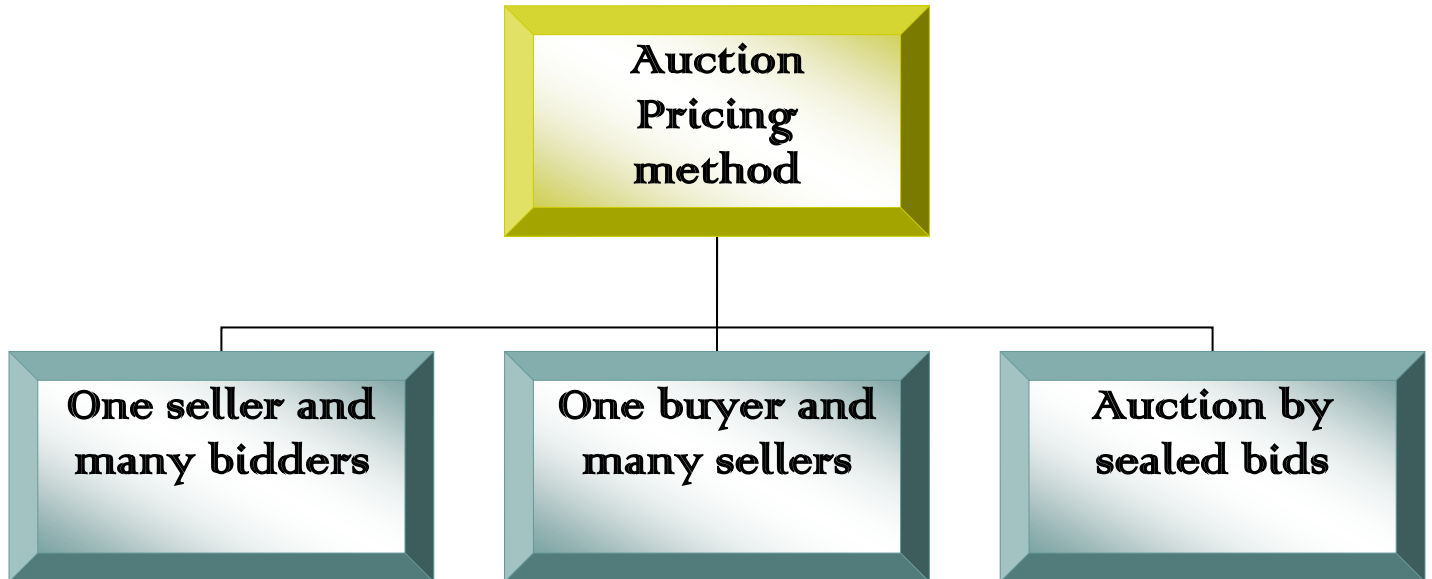 Auction
Pricing
method
One seller and
many bidders
One buyer and
many sellers
Auction by
sealed bids